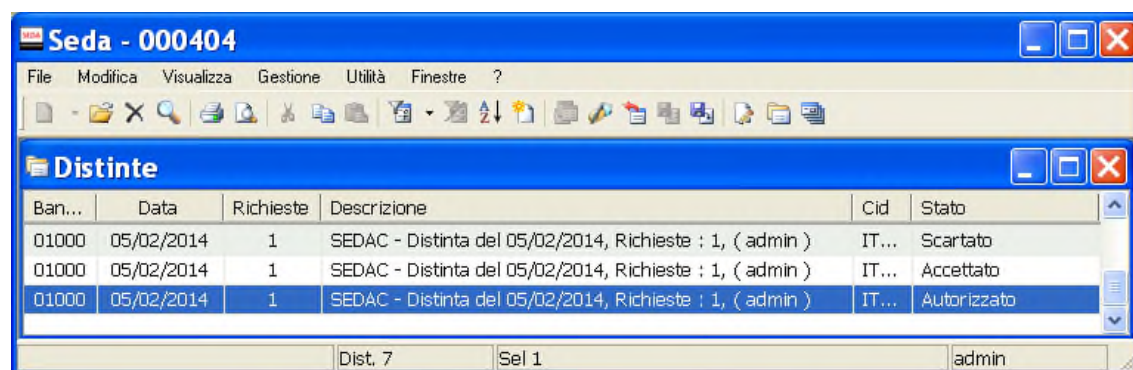 SEDA Seda - 000404
File Modifica Visualizza Gestione Utilità Finestre ?
Distinte
Ban... Data Richieste Descrizione Cid Stato
01000 05/02/2014 1 SEDAC - Distinta del 05/02/2014, Richieste : 1, ( admin ) IT... Scartato
01000 05/02/2014 1 SEDAC - Distinta del 05/02/2014, Richieste : 1, ( admin ) IT... Accettato
01000 05/02/2014 1 SEDAC - Distinta del 05/02/2014, Richieste : 1, ( admin ) IT... Autorizzato
Dist. 7 Sel 1 admin